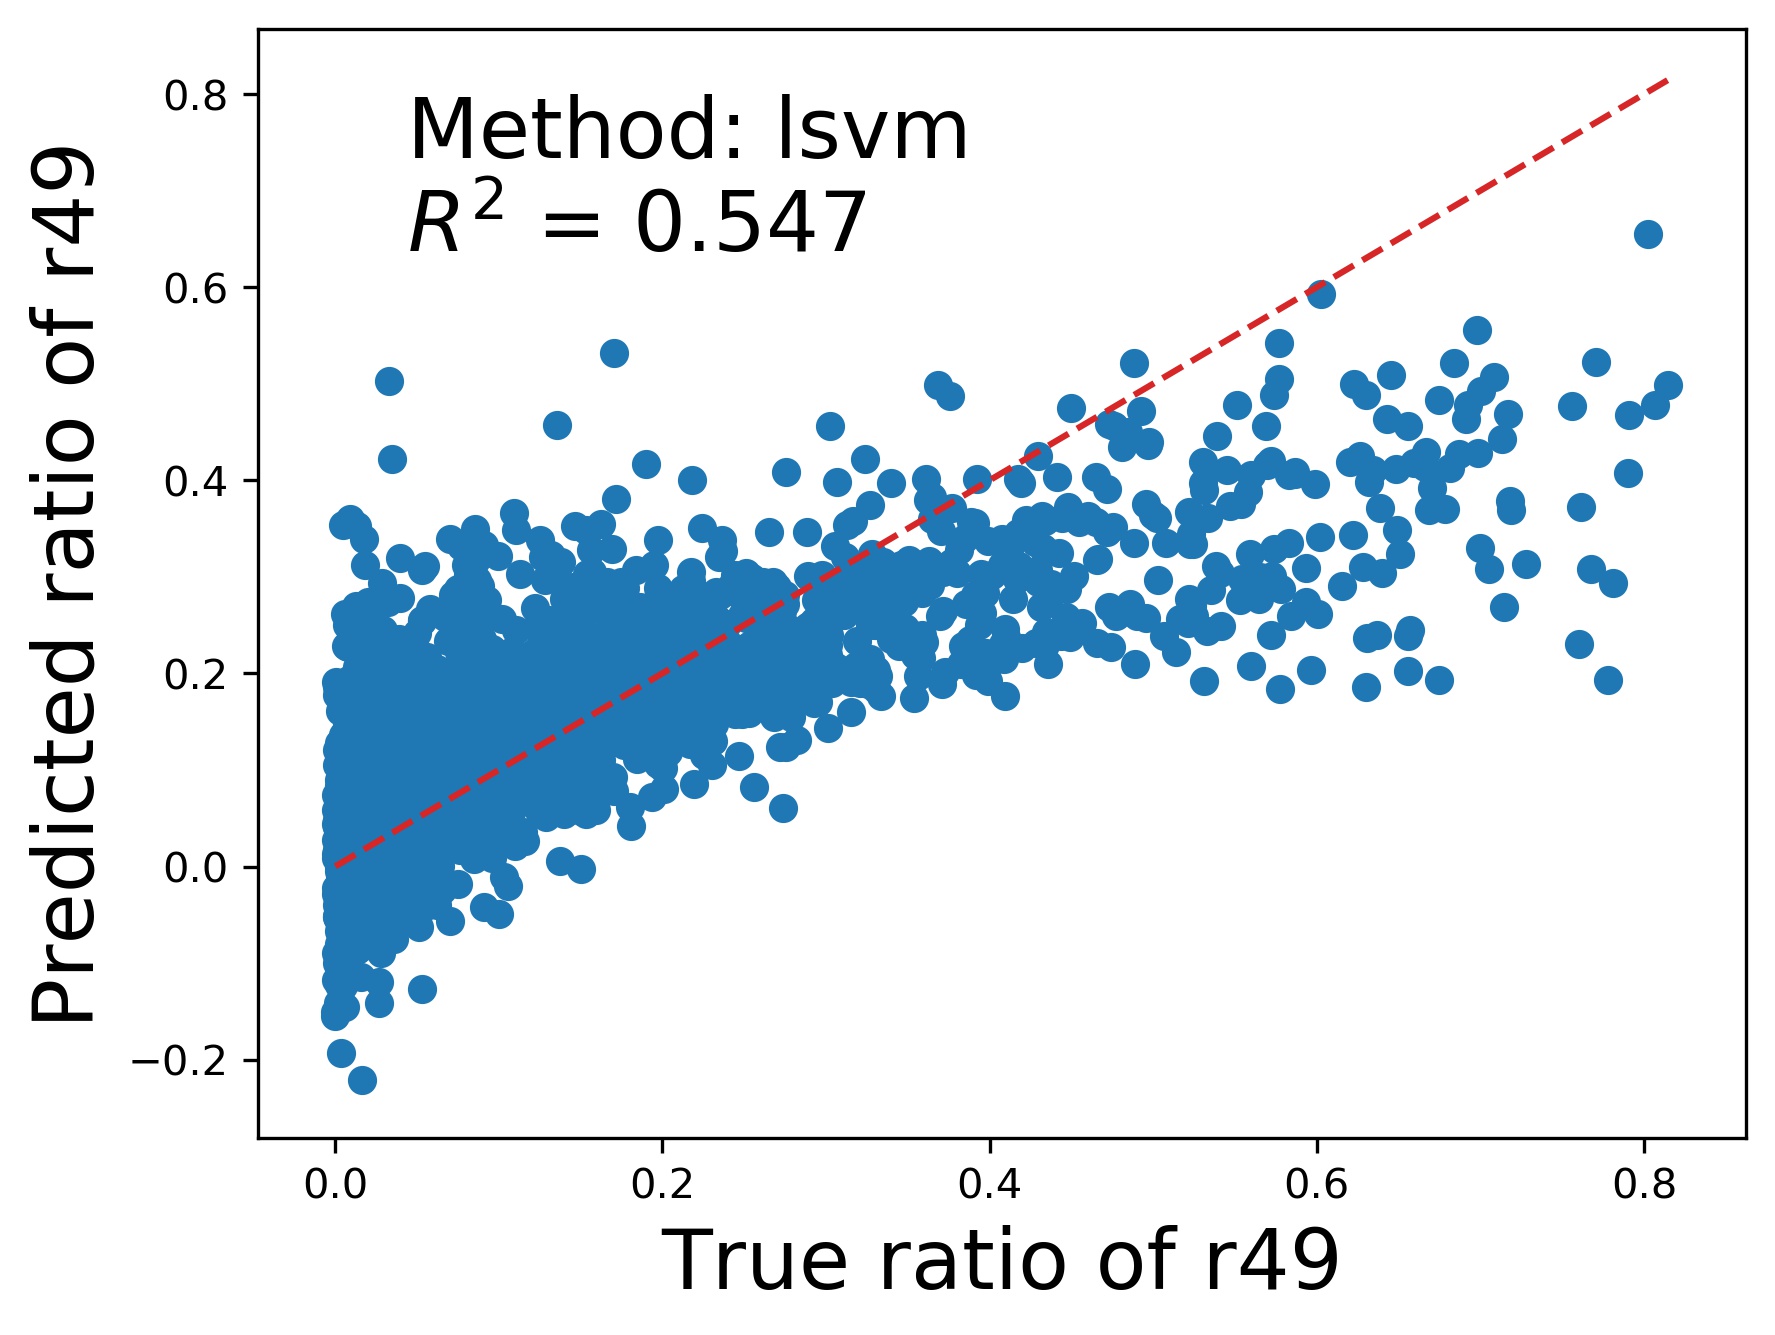 Method: lsvm
R² = 0.547
Predicted ratio of r49
0.8
0.6
0.4
0.2
0.0
−0.2
0.0 0.2 0.4 0.6 0.8
True ratio of r49